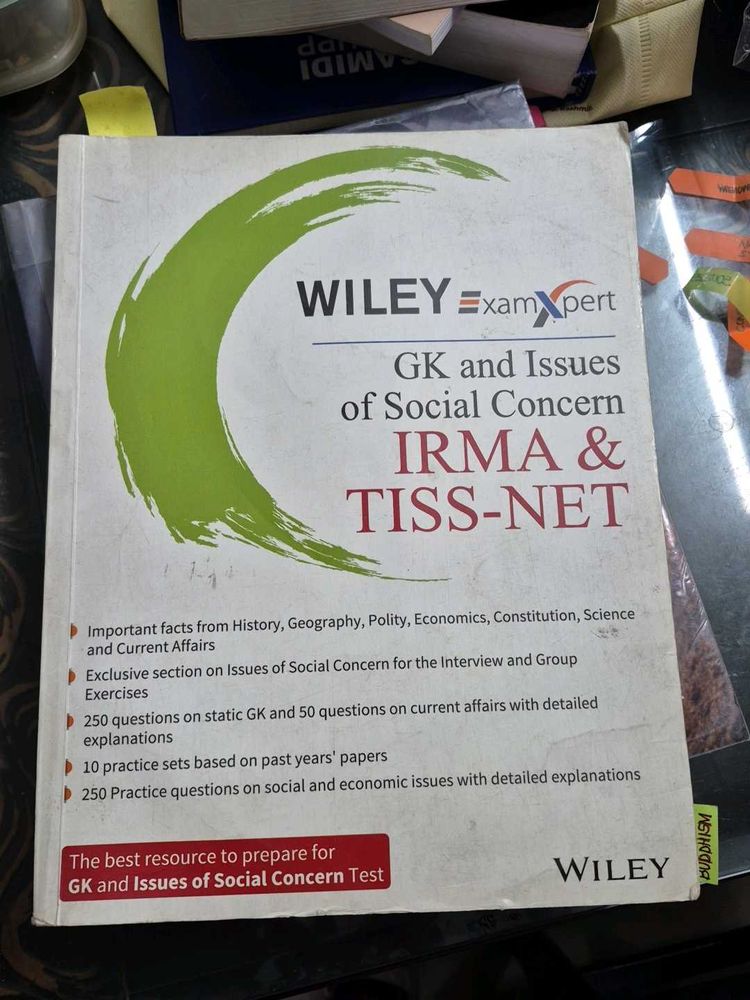 WILEY ExamXpert
GK and Issues
of Social Concern
IRMA &
TISS-NET
Important facts from History, Geography, Polity, Economics, Constitution, Science
and Current Affairs
Exclusive section on Issues of Social Concern for the Interview and Group
Exercises
250 questions on static GK and 50 questions on current affairs with detailed
explanations
10 practice sets based on past years' papers
250 Practice questions on social and economic issues with detailed explanations
The best resource to prepare for
GK and Issues of Social Concern Test
WILEY
BUDDHISM